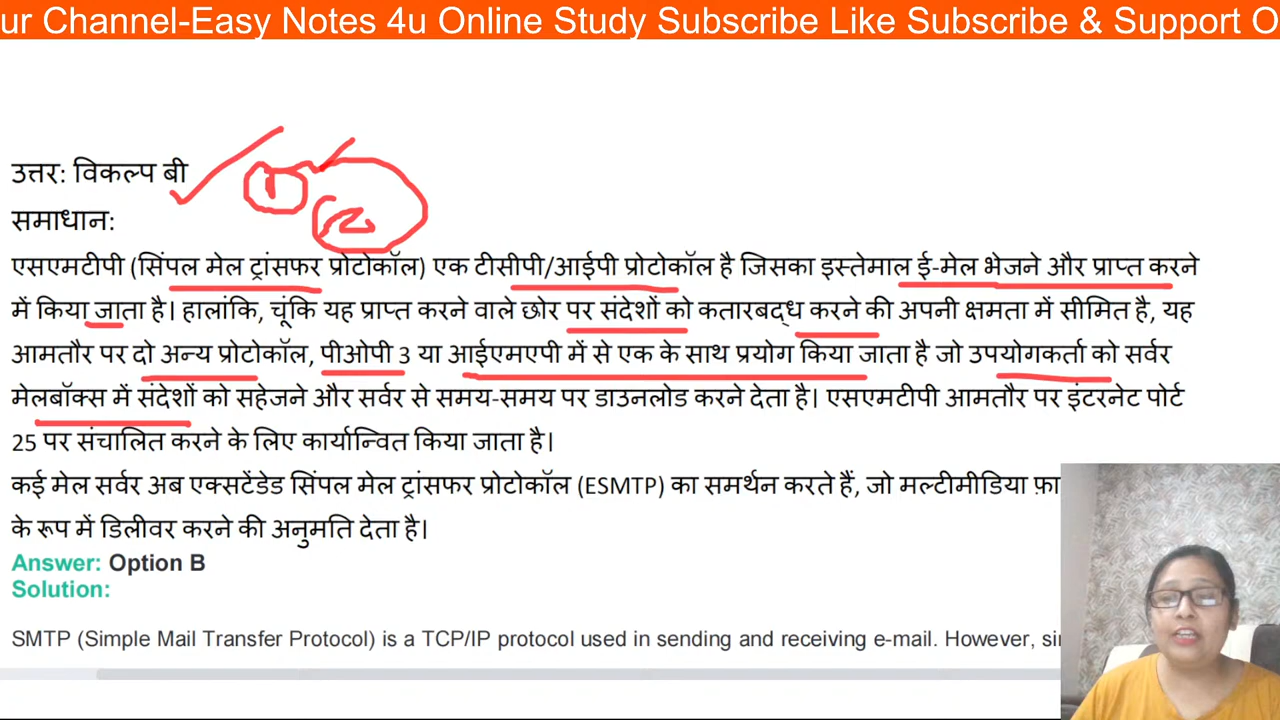 ur Channel-Easy Notes 4u Online Study Subscribe Like Subscribe & Support O
उत्तर: विकल्प बी
1
2
समाधान:
एसएमटीपी (सिंपल मेल ट्रांसफर प्रोटोकॉल) एक टीसीपी/आईपी प्रोटोकॉल है जिसका इस्तेमाल ई-मेल भेजने और प्राप्त करने
में किया जाता है। हालांकि, चूंकि यह प्राप्त करने वाले छोर पर संदेशों को कतारबद्ध करने की अपनी क्षमता में सीमित है, यह
आमतौर पर दो अन्य प्रोटोकॉल, पीओपी 3 या आईएमएपी में से एक के साथ प्रयोग किया जाता है जो उपयोगकर्ता को सर्वर
मेलबॉक्स में संदेशों को सहेजने और सर्वर से समय-समय पर डाउनलोड करने देता है। एसएमटीपी आमतौर पर इंटरनेट पोर्ट
25 पर संचालित करने के लिए कार्यान्वित किया जाता है।
कई मेल सर्वर अब एक्सटेंडेड सिंपल मेल ट्रांसफर प्रोटोकॉल (ESMTP) का समर्थन करते हैं, जो मल्टीमीडिया फ़ा
के रूप में डिलीवर करने की अनुमति देता है।
Answer: Option B
Solution:
SMTP (Simple Mail Transfer Protocol) is a TCP/IP protocol used in sending and receiving e-mail. However, si